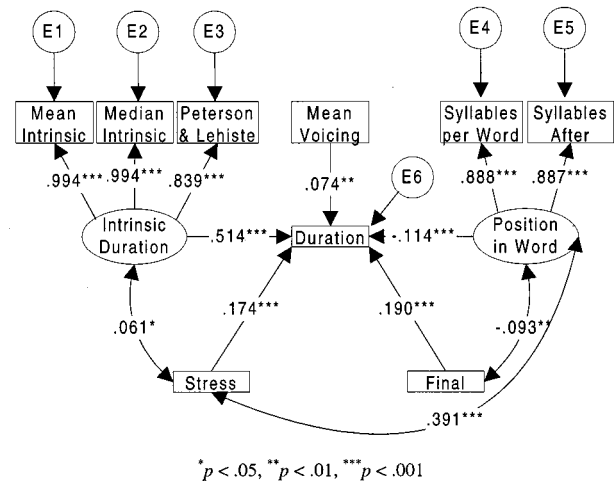 E1 E2 E3 E4 E5
Mean Median Peterson Mean Syllables Syllables
Intrinsic Intrinsic & Lehiste Voicing per Word After
.994*** .994*** .839*** .074** .888*** .887***
E6
Intrinsic Position
Duration .514*** Duration -.114*** in Word
.174*** .190***
.061* -.093**
Stress Final
.391***
*p < .05, **p < .01, ***p < .001